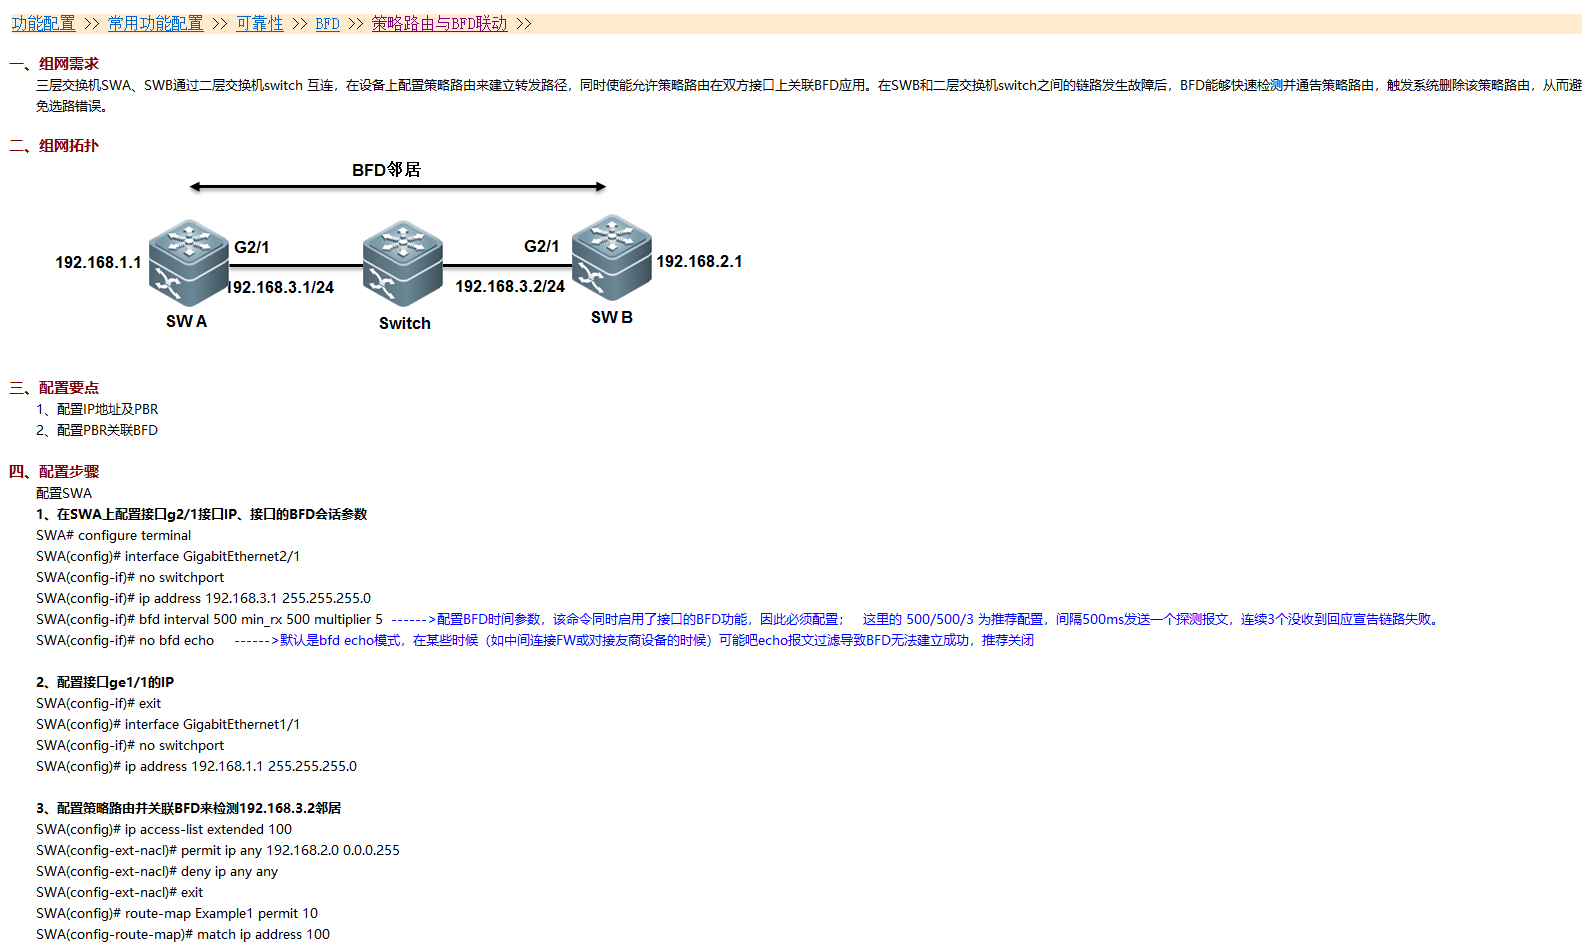 功能配置 >> 常用功能配置 >> 可靠性 >> BFD >> 策略路由与BFD联动 >>
一、组网需求
三层交换机SWA、SWB通过二层交换机switch 互连，在设备上配置策略路由来建立转发路径，同时使能允许策略路由在双方接口上关联BFD应用。在SWB和二层交换机switch之间的链路发生故障后，BFD能够快速检测并通告策略路由，触发系统删除该策略路由，从而避
免选路错误。
二、组网拓扑
BFD邻居
G2/1
G2/1
192.168.1.1
192.168.2.1
192.168.3.1/24
192.168.3.2/24
SW A
Switch
SW B
三、配置要点
1、配置IP地址及PBR
2、配置PBR关联BFD
四、配置步骤
配置SWA
1、在SWA上配置接口g2/1接口IP、接口的BFD会话参数
SWA# configure terminal
SWA(config)# interface GigabitEthernet2/1
SWA(config-if)# no switchport
SWA(config-if)# ip address 192.168.3.1 255.255.255.0
SWA(config-if)# bfd interval 500 min_rx 500 multiplier 5 ------>配置BFD时间参数，该命令同时启用了接口的BFD功能，因此必须配置； 这里的 500/500/3 为推荐配置，间隔500ms发送一个探测报文，连续3个没收到回应宣告链路失败。
SWA(config-if)# no bfd echo ------>默认是bfd echo模式，在某些时候（如中间连接FW或对接友商设备的时候）可能吧echo报文过滤导致BFD无法建立成功，推荐关闭
2、配置接口ge1/1的IP
SWA(config-if)# exit
SWA(config)# interface GigabitEthernet1/1
SWA(config-if)# no switchport
SWA(config)# ip address 192.168.1.1 255.255.255.0
3、配置策略路由并关联BFD来检测192.168.3.2邻居
SWA(config)# ip access-list extended 100
SWA(config-ext-nacl)# permit ip any 192.168.2.0 0.0.0.255
SWA(config-ext-nacl)# deny ip any any
SWA(config-ext-nacl)# exit
SWA(config)# route-map Example1 permit 10
SWA(config-route-map)# match ip address 100